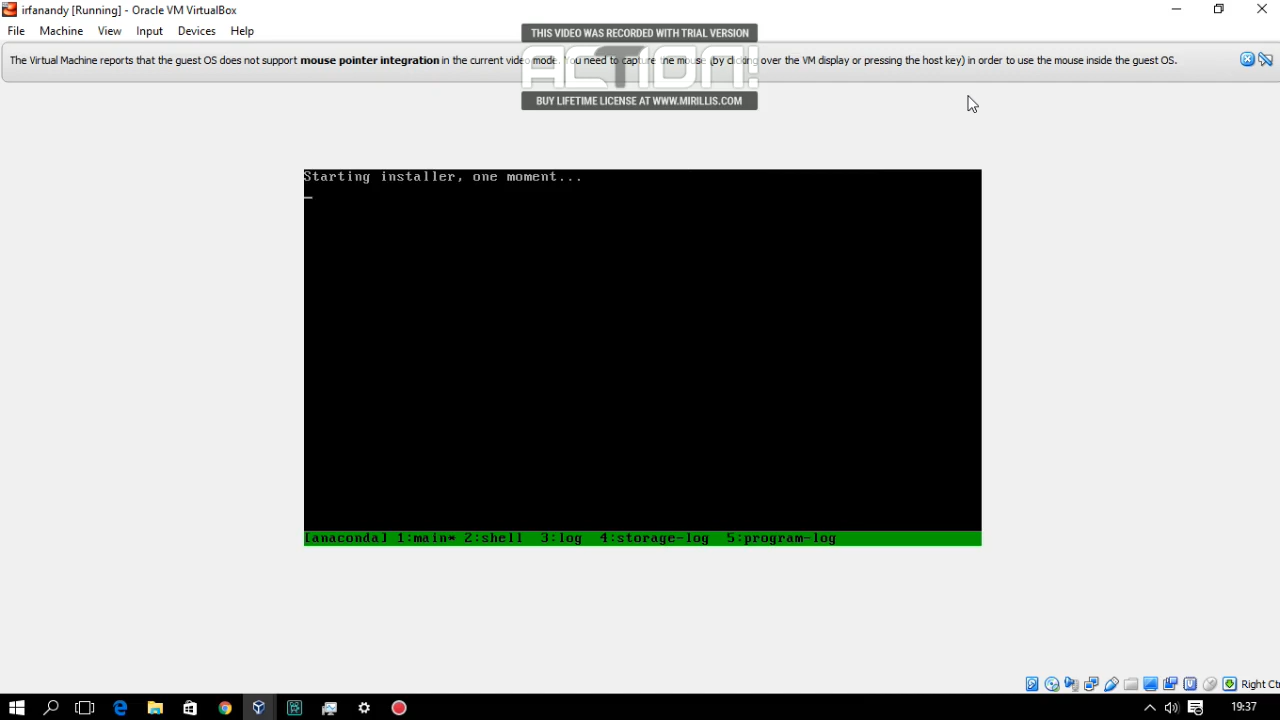 irfanandy [Running] - Oracle VM VirtualBox
File Machine View Input Devices Help
THIS VIDEO WAS RECORDED WITH TRIAL VERSION
ACTION!
BUY LIFETIME LICENSE AT WWW.MIRILLIS.COM
The Virtual Machine reports that the guest OS does not support mouse pointer integration in the current video mode. You need to capture the mouse (by clicking over the VM display or pressing the host key) in order to use the mouse inside the guest OS.
Starting installer, one moment...
[anaconda] 1:main* 2:shell 3:log 4:storage-log 5:program-log
Right Ct
19:37